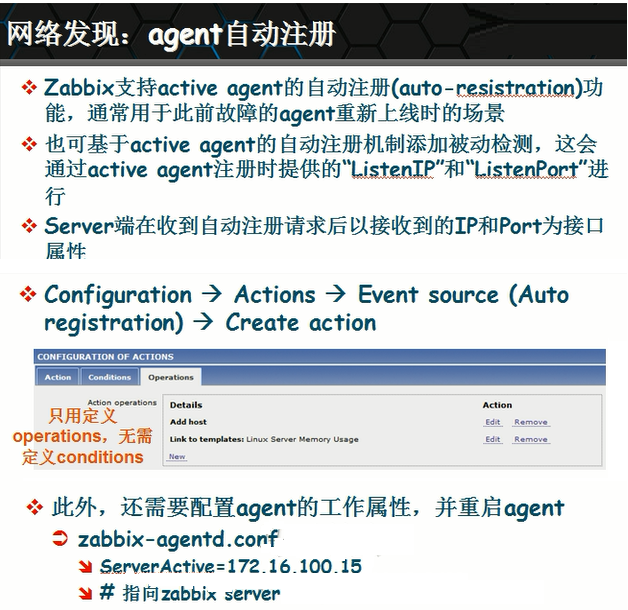 网络发现：agent自动注册
Zabbix支持active agent的自动注册(auto-resistration)功
能，通常用于此前故障的agent重新上线时的场景
也可基于active agent的自动注册机制添加被动检测，这会
通过active agent注册时提供的“ListenIP”和“ListenPort”进
行
Server端在收到自动注册请求后以接收到的IP和Port为接口
属性
Configuration → Actions → Event source (Auto
registration) → Create action
CONFIGURATION OF ACTIONS
Action Conditions Operations
Action operations Details Action
Add host Edit Remove
Link to templates: Linux Server Memory Usage Edit Remove
New
只用定义
operations，无需
定义conditions
此外，还需要配置agent的工作属性，并重启agent
zabbix-agentd.conf
ServerActive=172.16.100.15
# 指向zabbix server